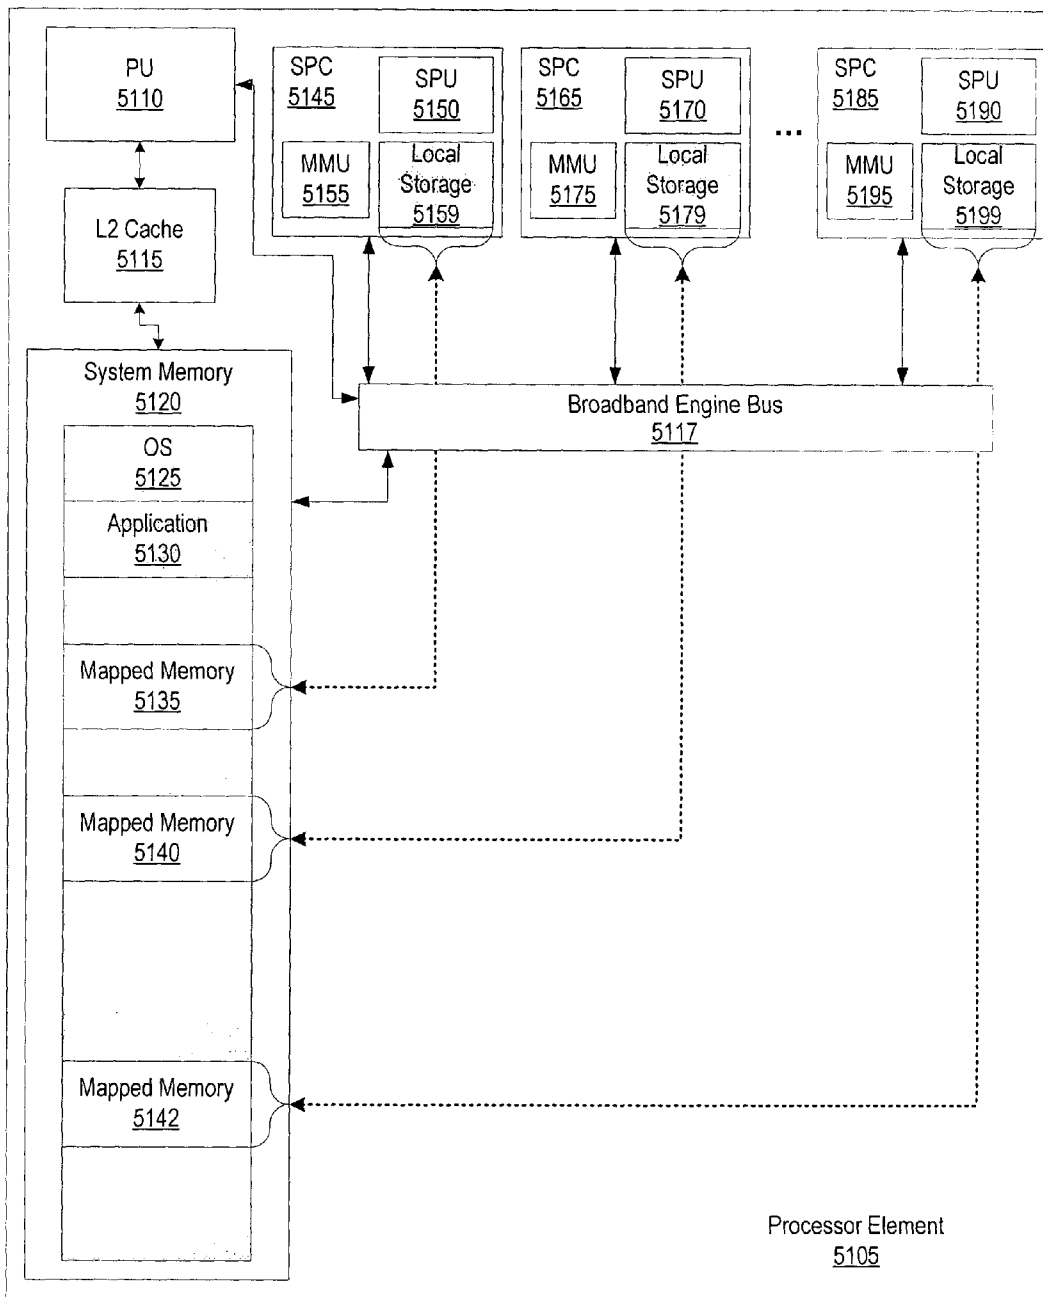 PU
5110
L2 Cache
5115
System Memory
5120
OS
5125
Application
5130
Mapped Memory
5135
Mapped Memory
5140
Mapped Memory
5142
SPC
5145
SPU
5150
MMU
5155
Local
Storage
5159
SPC
5165
SPU
5170
MMU
5175
Local
Storage
5179
...
SPC
5185
SPU
5190
MMU
5195
Local
Storage
5199
Broadband Engine Bus
5117
Processor Element
5105